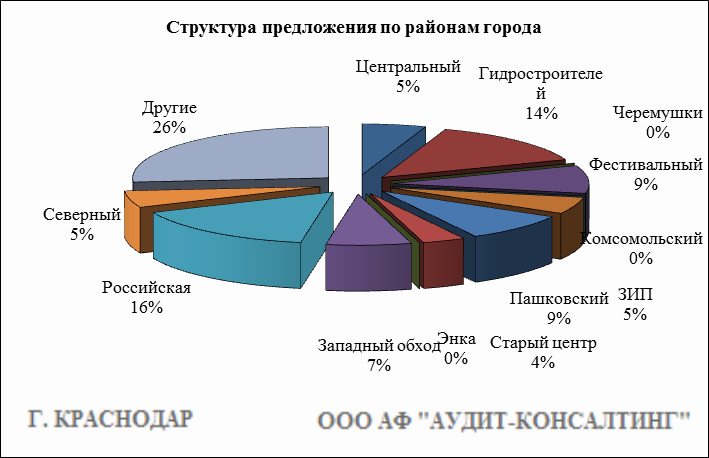 Структура предложения по районам города
Центральный
5%
Гидростроителе
й
14%
Черемушки
0%
Фестивальный
9%
Комсомольский
0%
ЗИП
5%
Пашковский
9%
Старый центр
4%
Энка
0%
Западный обход
7%
Российская
16%
Северный
5%
Другие
26%
Г. КРАСНОДАР
ООО АФ "АУДИТ-КОНСАЛТИНГ"